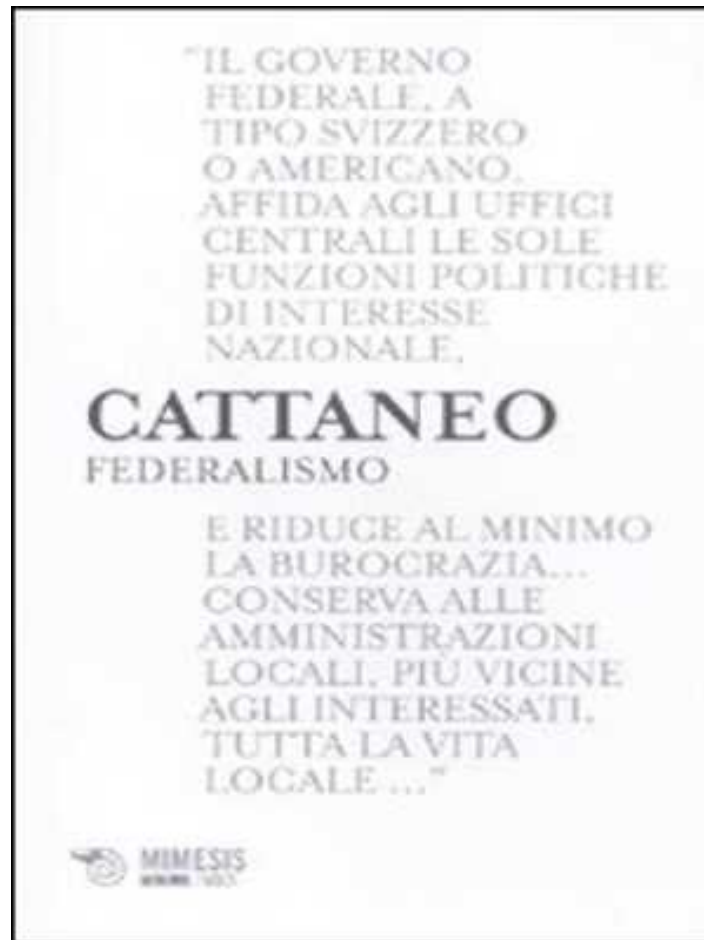 “IL GOVERNO
FEDERALE, A
TIPO SVIZZERO
O AMERICANO,
AFFIDA AGLI UFFICI
CENTRALI LE SOLE
FUNZIONI POLITICHE
DI INTERESSE
NAZIONALE,
CATTANEO
FEDERALISMO
E RIDUCE AL MINIMO
LA BUROCRAZIA...
CONSERVA ALLE
AMMINISTRAZIONI
LOCALI, PIÙ VICINE
AGLI INTERESSATI,
TUTTA LA VITA
LOCALE ...”
MIMESIS